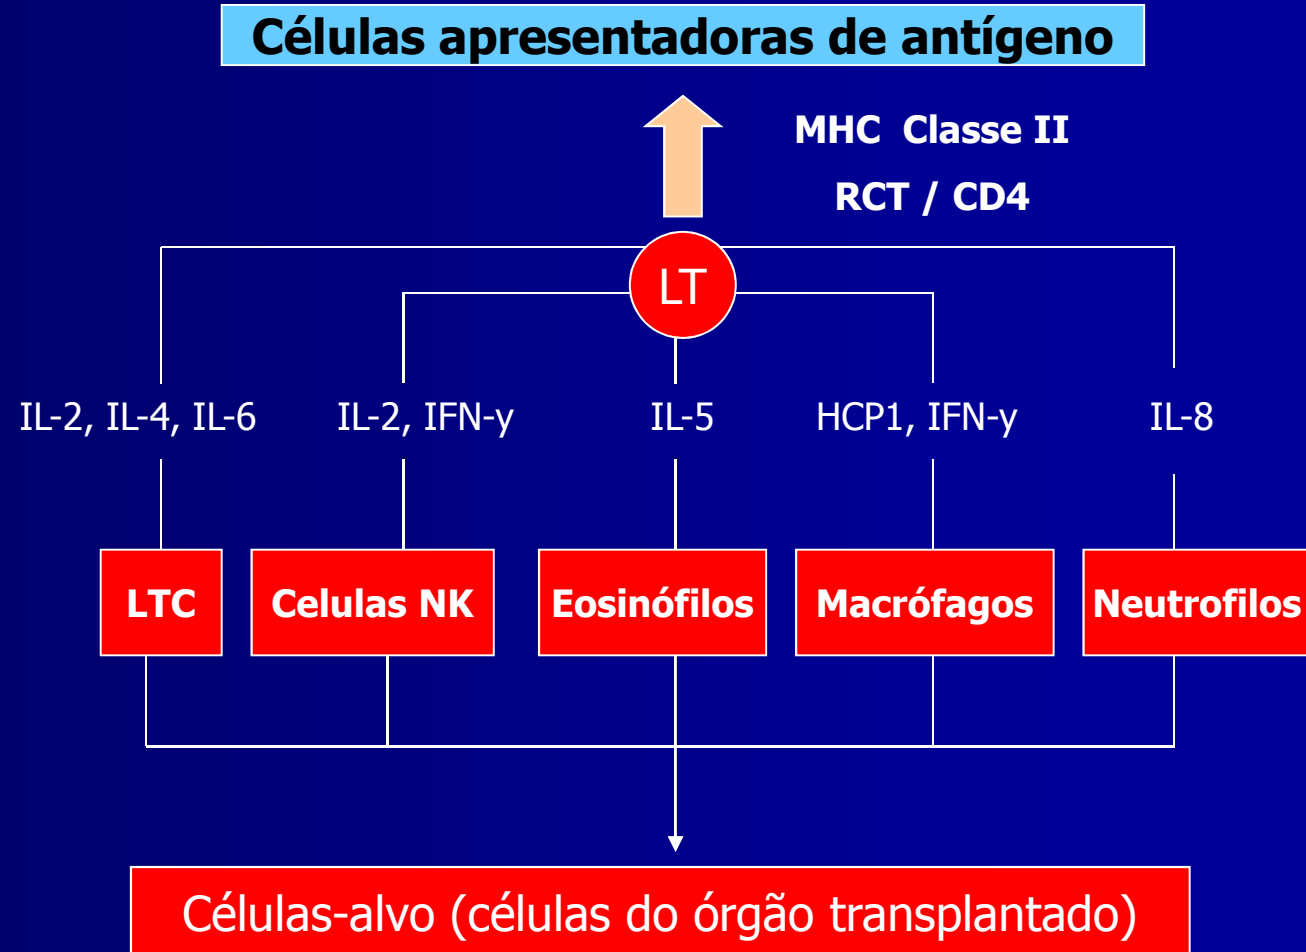 Células apresentadoras de antígeno
MHC Classe II
RCT / CD4
LT
IL-2, IL-4, IL-6
IL-2, IFN-y
IL-5
HCP1, IFN-y
IL-8
LTC
Celulas NK
Eosinófilos
Macrófagos
Neutrofilos
Células-alvo (células do órgão transplantado)